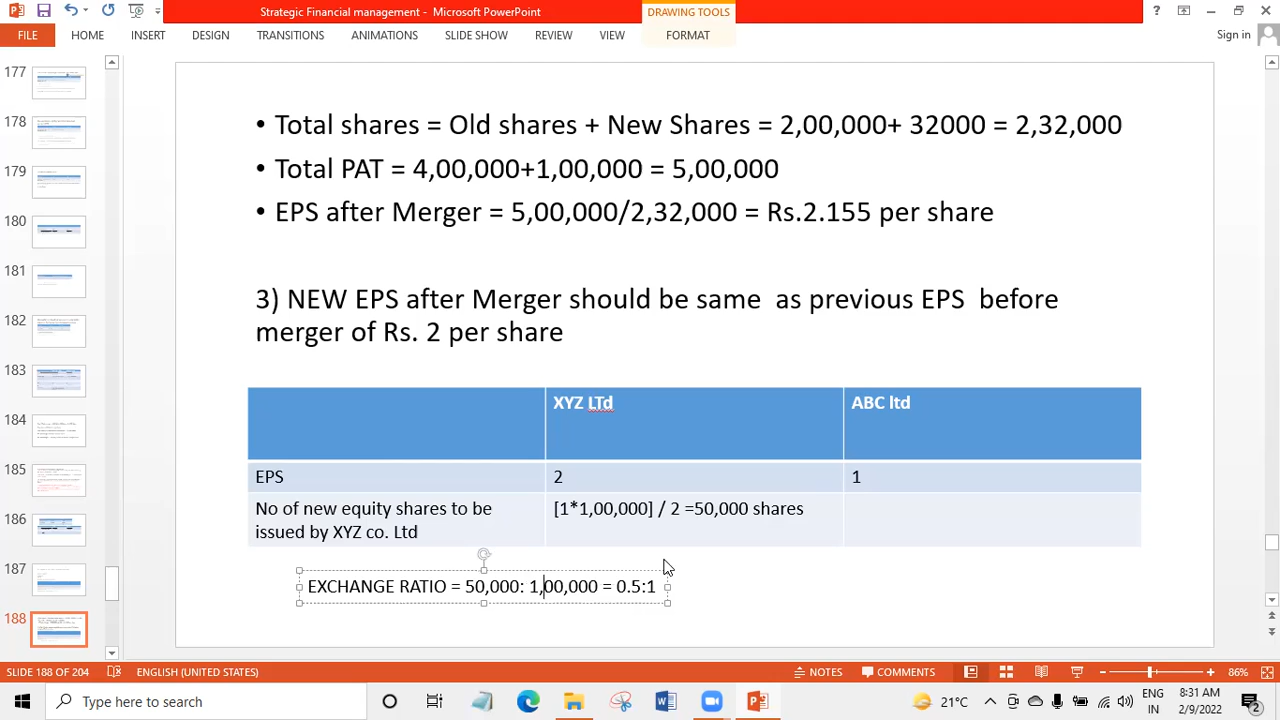 Strategic Financial management - Microsoft PowerPoint
DRAWING TOOLS
?
FILE
HOME
INSERT
DESIGN
TRANSITIONS
ANIMATIONS
SLIDE SHOW
REVIEW
VIEW
FORMAT
Sign in
177
178
179
180
181
182
183
184
185
186
187
188
• Total shares = Old shares + New Shares = 2,00,000+ 32000 = 2,32,000
• Total PAT = 4,00,000+1,00,000 = 5,00,000
• EPS after Merger = 5,00,000/2,32,000 = Rs.2.155 per share
3) NEW EPS after Merger should be same as previous EPS before
merger of Rs. 2 per share
XYZ LTd
ABC ltd
EPS
2
1
No of new equity shares to be
issued by XYZ co. Ltd
[1*1,00,000] / 2 =50,000 shares
EXCHANGE RATIO = 50,000: 1,00,000 = 0.5:1
SLIDE 188 OF 204
ENGLISH (UNITED STATES)
NOTES
COMMENTS
86%
Type here to search
21°C
ENG
IN
8:31 AM
2/9/2022
2